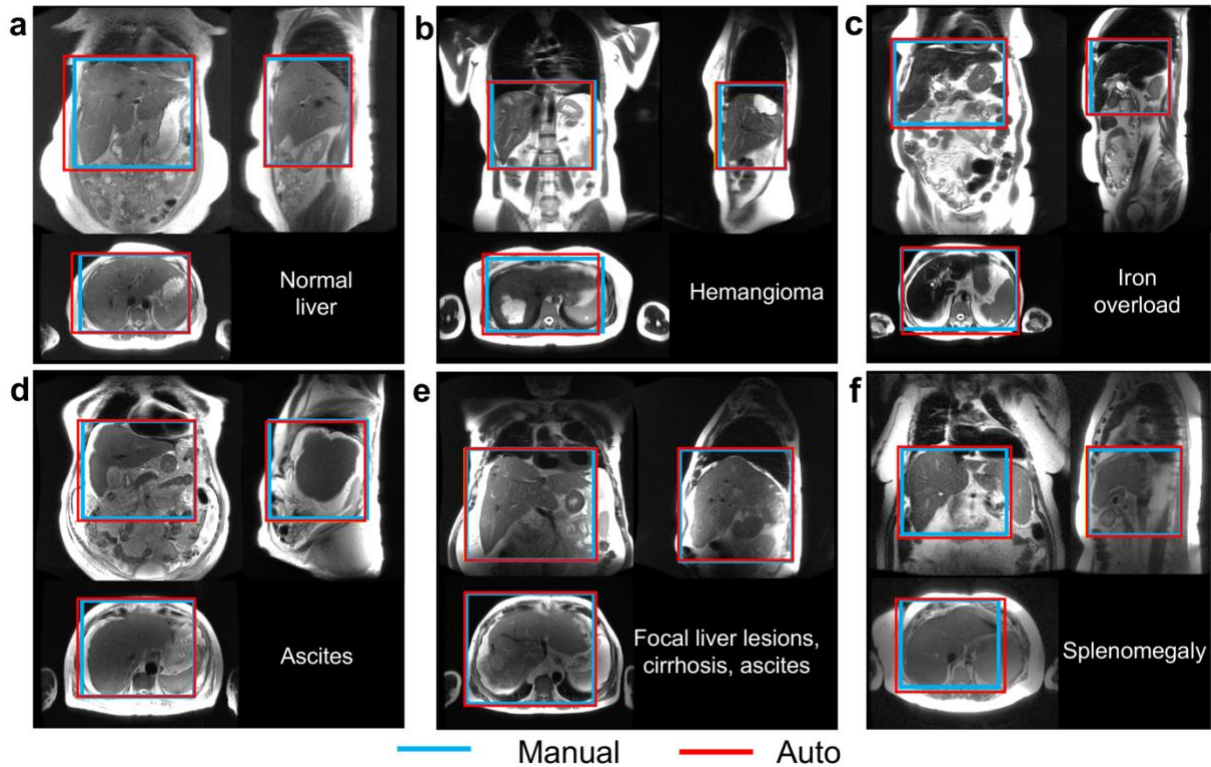 a
b
c
Normal
liver
Hemangioma
Iron
overload
d
e
f
Ascites
Focal liver lesions,
cirrhosis, ascites
Splenomegaly
Manual
Auto